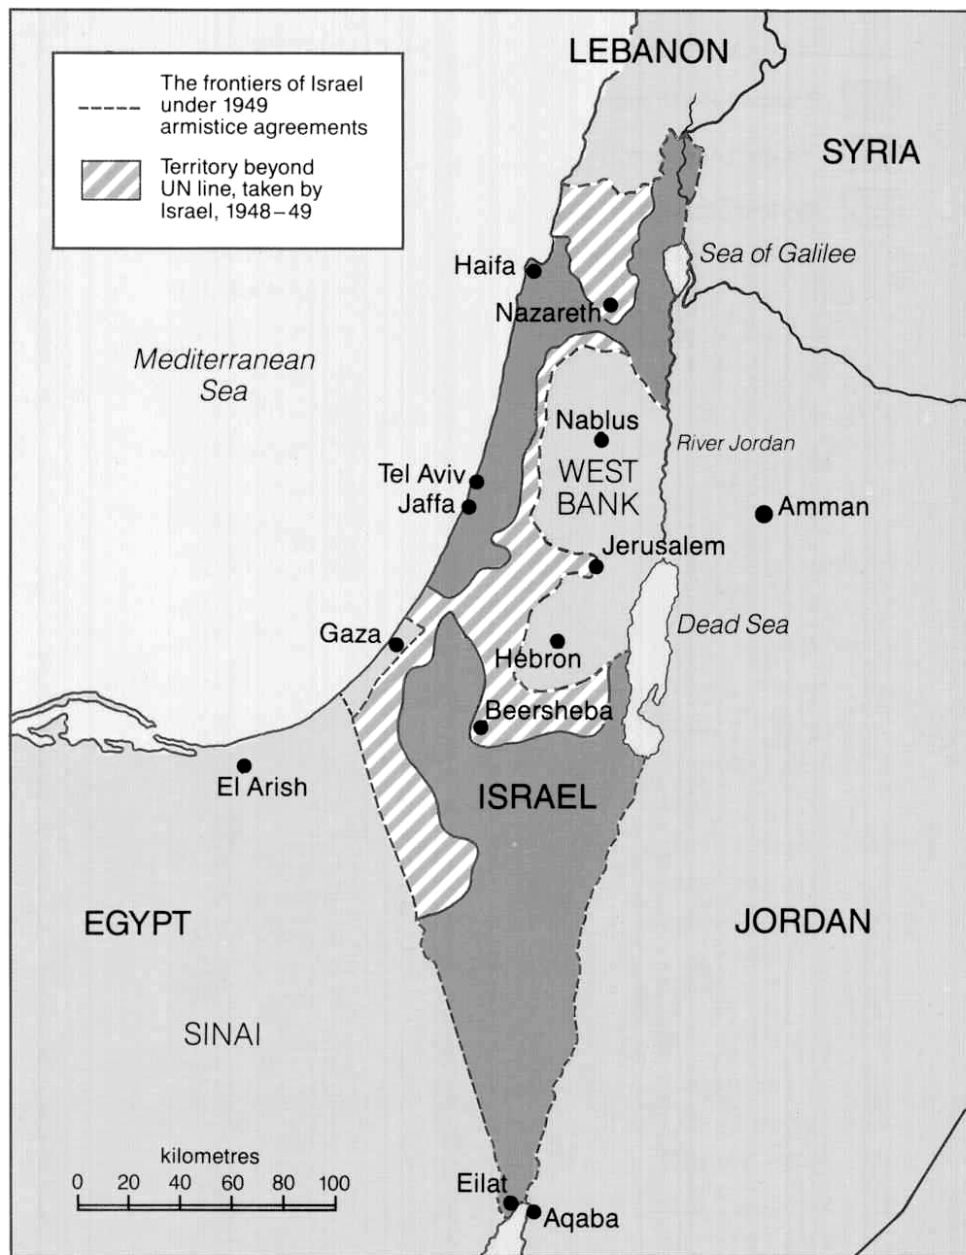 LEBANON
The frontiers of Israel
under 1949
armistice agreements
Territory beyond
UN line, taken by
Israel, 1948–49
SYRIA
Sea of Galilee
Haifa
Nazareth
Mediterranean
Sea
Nablus
River Jordan
WEST
BANK
Tel Aviv
Jaffa
Amman
Jerusalem
Gaza
Dead Sea
Hebron
Beersheba
El Arish
ISRAEL
EGYPT
JORDAN
SINAI
kilometres
0 20 40 60 80 100
Eilat
Aqaba